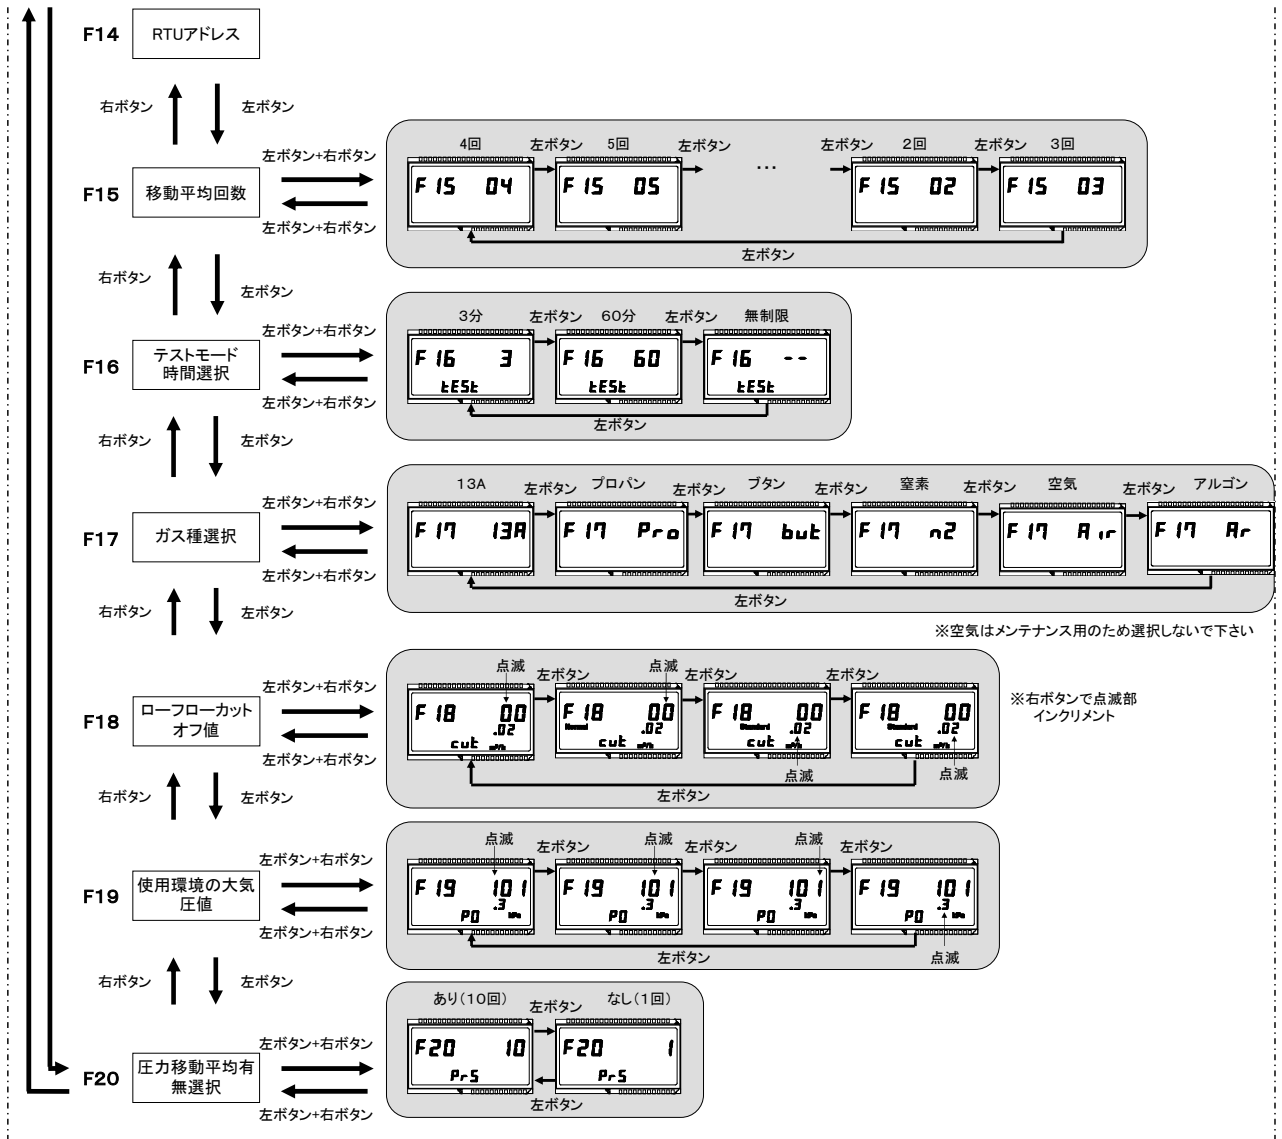 F14 RTUアドレス
右ボタン 左ボタン
左ボタン+右ボタン
F15 移動平均回数
左ボタン+右ボタン
4回 左ボタン 5回 左ボタン … 左ボタン 2回 左ボタン 3回
F15 04 F15 05 F15 02 F15 03
左ボタン
右ボタン 左ボタン
左ボタン+右ボタン
F16 テストモード
時間選択
左ボタン+右ボタン
3分 左ボタン 60分 左ボタン 無制限
F16 3 F16 60 F16 --
tESt tESt tESt
左ボタン
右ボタン 左ボタン
左ボタン+右ボタン
F17 ガス種選択
左ボタン+右ボタン
13A 左ボタン プロパン 左ボタン ブタン 左ボタン 窒素 左ボタン 空気 左ボタン アルゴン
F17 13A F17 Pro F17 but F17 n2 F17 Air F17 Ar
左ボタン
※空気はメンテナンス用のため選択しないで下さい
右ボタン 左ボタン
左ボタン+右ボタン
F18 ローフローカット
オフ値
左ボタン+右ボタン
点滅 左ボタン 点滅 左ボタン 左ボタン
F18 00 F18 00 F18 00 F18 00
.02 Normal .02 Standard .02 Standard .02
cut m³/h cut m³/h cut m³/h cut m³/h
点滅 点滅
左ボタン
※右ボタンで点滅部
インクリメント
右ボタン 左ボタン
左ボタン+右ボタン
F19 使用環境の大気
圧値
左ボタン+右ボタン
点滅 左ボタン 点滅 左ボタン 点滅 左ボタン
F19 101 F19 101 F19 101 F19 101
.3 .3 .3 .3
P0 kPa P0 kPa P0 kPa P0 kPa
点滅
左ボタン
右ボタン 左ボタン
左ボタン+右ボタン
F20 圧力移動平均有
無選択
左ボタン+右ボタン
あり(10回) 左ボタン なし(1回)
F20 10 F20 1
PrS PrS
左ボタン